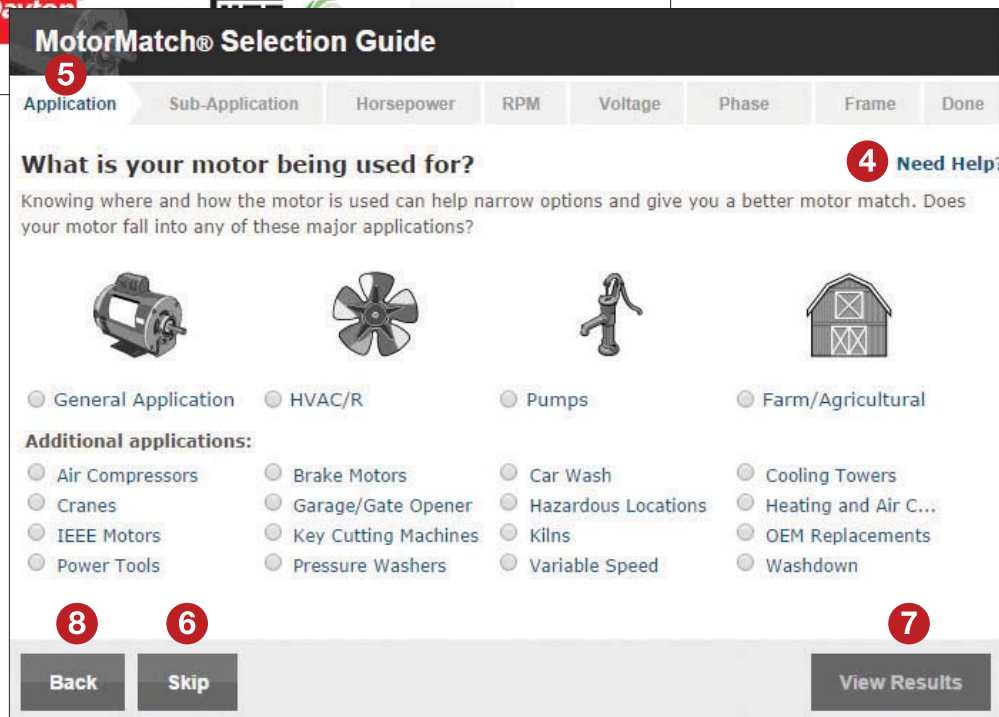 Dayton
MotorMatch® Selection Guide
5
Application Sub-Application Horsepower RPM Voltage Phase Frame Done
What is your motor being used for? 4 Need Help?
Knowing where and how the motor is used can help narrow options and give you a better motor match. Does
your motor fall into any of these major applications?
General Application HVAC/R Pumps Farm/Agricultural
Additional applications:
Air Compressors Brake Motors Car Wash Cooling Towers
Cranes Garage/Gate Opener Hazardous Locations Heating and Air C...
IEEE Motors Key Cutting Machines Kilns OEM Replacements
Power Tools Pressure Washers Variable Speed Washdown
8 6 7
Back Skip View Results